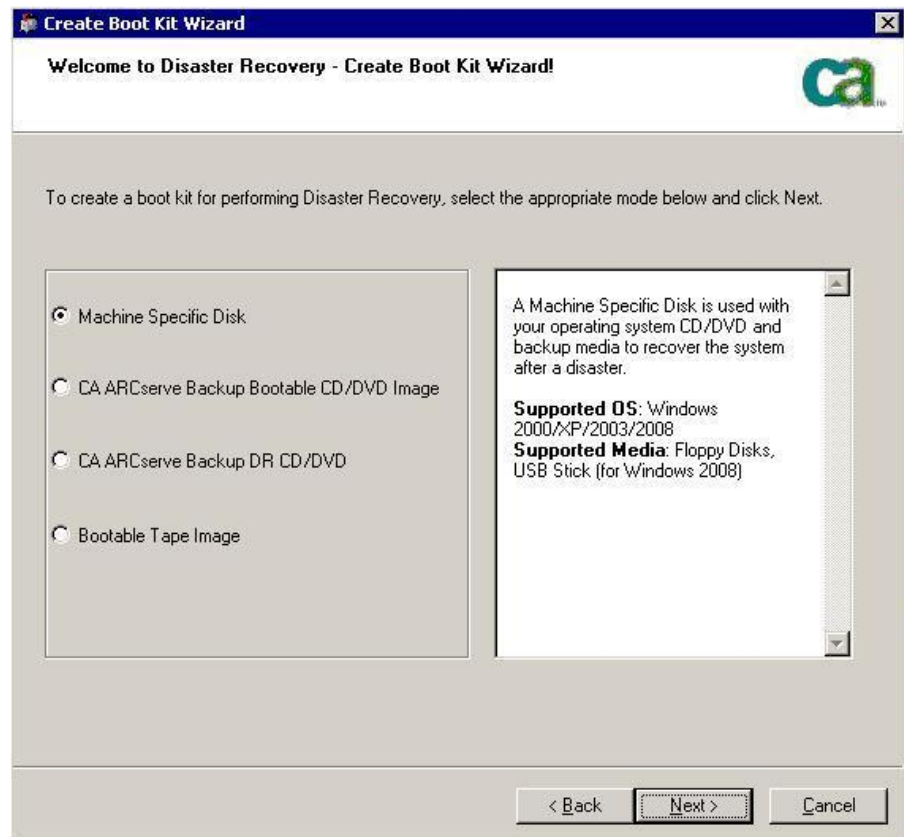 Create Boot Kit Wizard
Welcome to Disaster Recovery - Create Boot Kit Wizard!
ca
To create a boot kit for performing Disaster Recovery, select the appropriate mode below and click Next.
Machine Specific Disk
CA ARCserve Backup Bootable CD/DVD Image
CA ARCserve Backup DR CD/DVD
Bootable Tape Image
A Machine Specific Disk is used with
your operating system CD/DVD and
backup media to recover the system
after a disaster.
Supported OS: Windows
2000/XP/2003/2008
Supported Media: Floppy Disks,
USB Stick (for Windows 2008)
< Back
Next >
Cancel